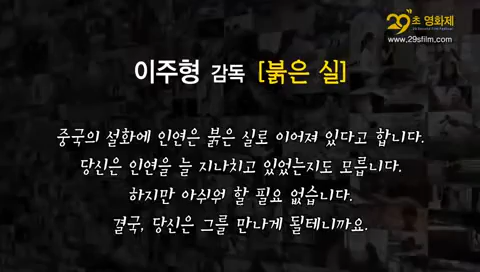 29초 영화제
29 Second Film Festival
www.29sfilm.com
이주형 감독 [붉은 실]
중국의 설화에 인연은 붉은 실로 이어져 있다고 합니다.
당신은 인연을 늘 지나치고 있었는지도 모릅니다.
하지만 아쉬워 할 필요 없습니다.
결국, 당신은 그를 만나게 될테니까요.